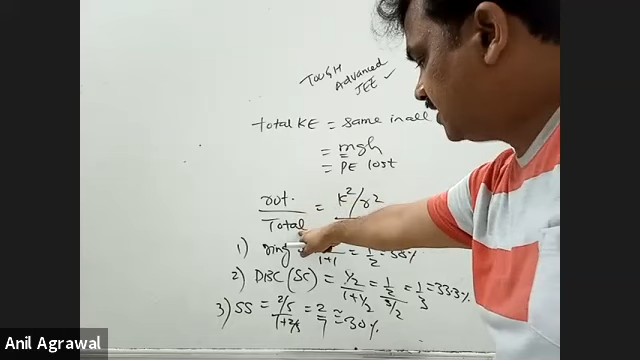 TOUGH
Advanced
JEE ✓
Total KE = same in all
= mgh
= PE lost
rot. / Total = K²/r²
1) ring = / 1+1 = 1/2 = 50%
2) DISC (SC) = 1/2 / 1+1/2 = 1/2 / 3/2 = 1/3 = 33.3%
3) SS = 2/5 / 1+2/5 = 2/7 ≈ 30%
Anil Agrawal